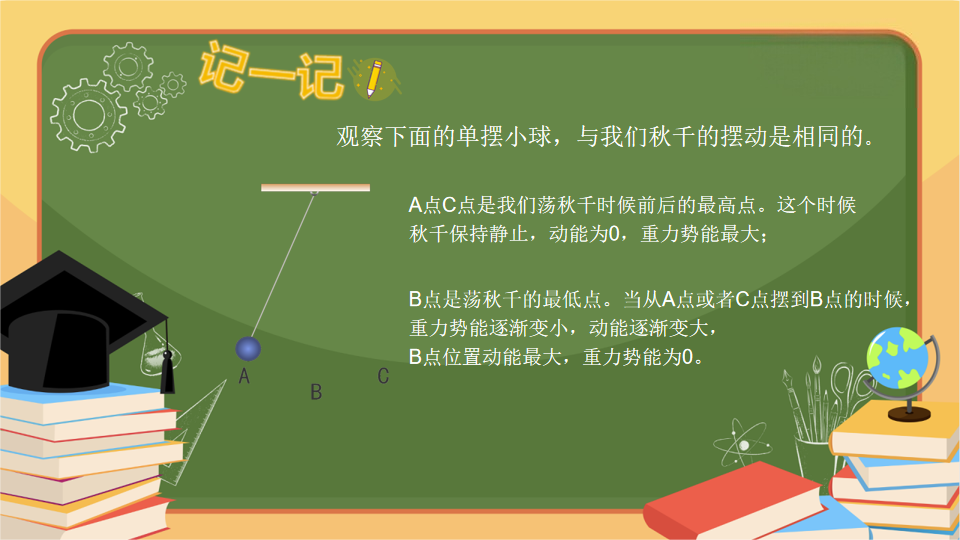 记一记
观察下面的单摆小球，与我们秋千的摆动是相同的。
A点C点是我们荡秋千时候前后的最高点。这个时候
秋千保持静止，动能为0，重力势能最大；
B点是荡秋千的最低点。当从A点或者C点摆到B点的时候，
重力势能逐渐变小，动能逐渐变大，
B点位置动能最大，重力势能为0。
A
B
C